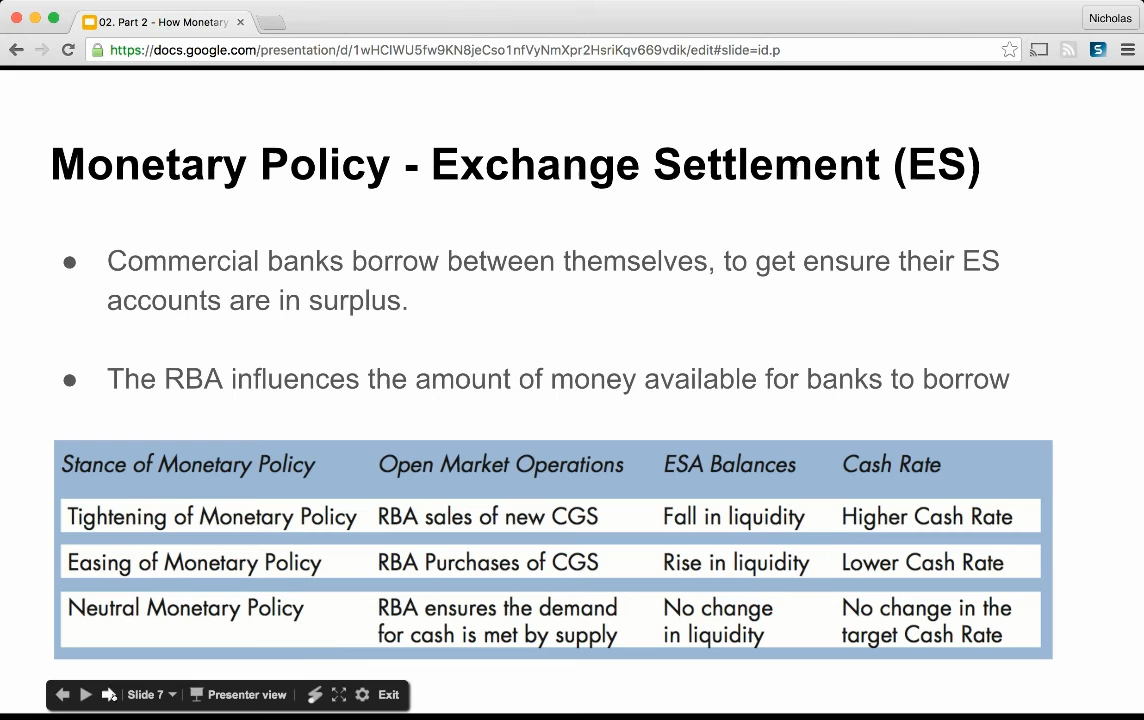 02. Part 2 - How Monetary
Nicholas
https://docs.google.com/presentation/d/1wHClWU5fw9KN8jeCso1nfVyNmXpr2HsriKqv669vdik/edit#slide=id.p
Monetary Policy - Exchange Settlement (ES)
● Commercial banks borrow between themselves, to get ensure their ES
accounts are in surplus.
● The RBA influences the amount of money available for banks to borrow
Stance of Monetary Policy Open Market Operations ESA Balances Cash Rate
Tightening of Monetary Policy RBA sales of new CGS Fall in liquidity Higher Cash Rate
Easing of Monetary Policy RBA Purchases of CGS Rise in liquidity Lower Cash Rate
Neutral Monetary Policy RBA ensures the demand No change No change in the
for cash is met by supply in liquidity target Cash Rate
Slide 7 Presenter view Exit